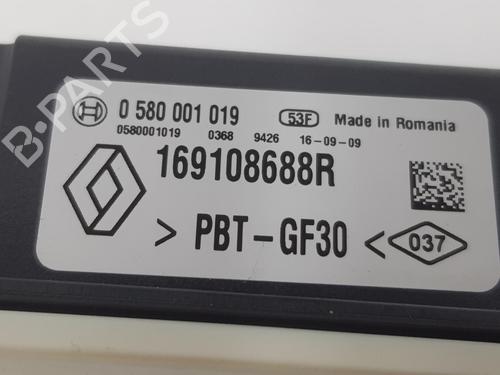 B-PARTS
0 580 001 019 53F Made in Romania
0580001019 0368 9426 16-09-09
169108688R
> PBT-GF30 < 037